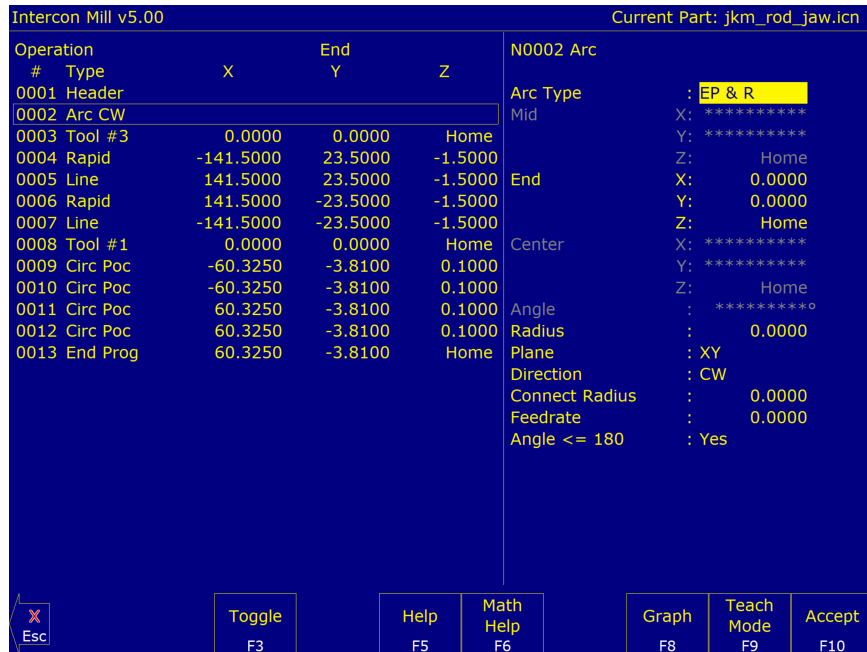 Intercon Mill v5.00 Current Part: jkm_rod_jaw.icn
Operation End
# Type X Y Z
0001 Header
0002 Arc CW
0003 Tool #3 0.0000 0.0000 Home
0004 Rapid -141.5000 23.5000 -1.5000
0005 Line 141.5000 23.5000 -1.5000
0006 Rapid 141.5000 -23.5000 -1.5000
0007 Line -141.5000 -23.5000 -1.5000
0008 Tool #1 0.0000 0.0000 Home
0009 Circ Poc -60.3250 -3.8100 0.1000
0010 Circ Poc -60.3250 -3.8100 0.1000
0011 Circ Poc 60.3250 -3.8100 0.1000
0012 Circ Poc 60.3250 -3.8100 0.1000
0013 End Prog 60.3250 -3.8100 Home
N0002 Arc
Arc Type : EP & R
Mid X: **********
Y: **********
Z: Home
End X: 0.0000
Y: 0.0000
Z: Home
Center X: **********
Y: **********
Z: Home
Angle : *********°
Radius : 0.0000
Plane : XY
Direction : CW
Connect Radius : 0.0000
Feedrate : 0.0000
Angle <= 180 : Yes
X
Esc
Toggle
F3
Help
F5
Math
Help
F6
Graph
F8
Teach
Mode
F9
Accept
F10